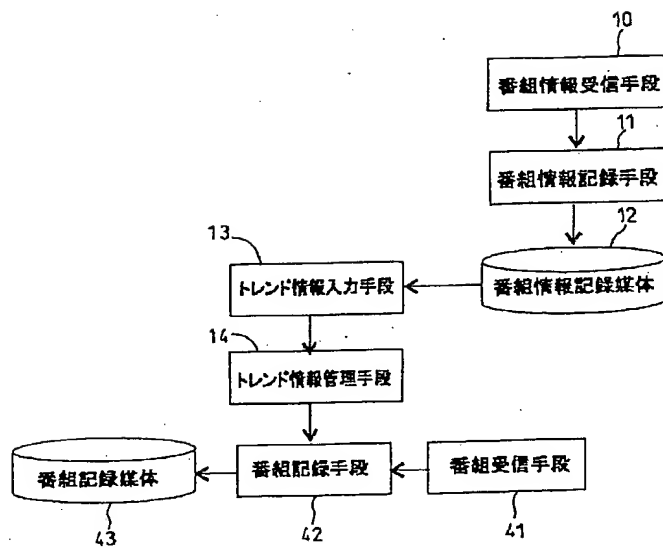 10
番組情報受信手段
11
番組情報記録手段
12
番組情報記録媒体
13
トレンド情報入力手段
14
トレンド情報管理手段
番組記録媒体
番組記録手段
番組受信手段
43
42
41